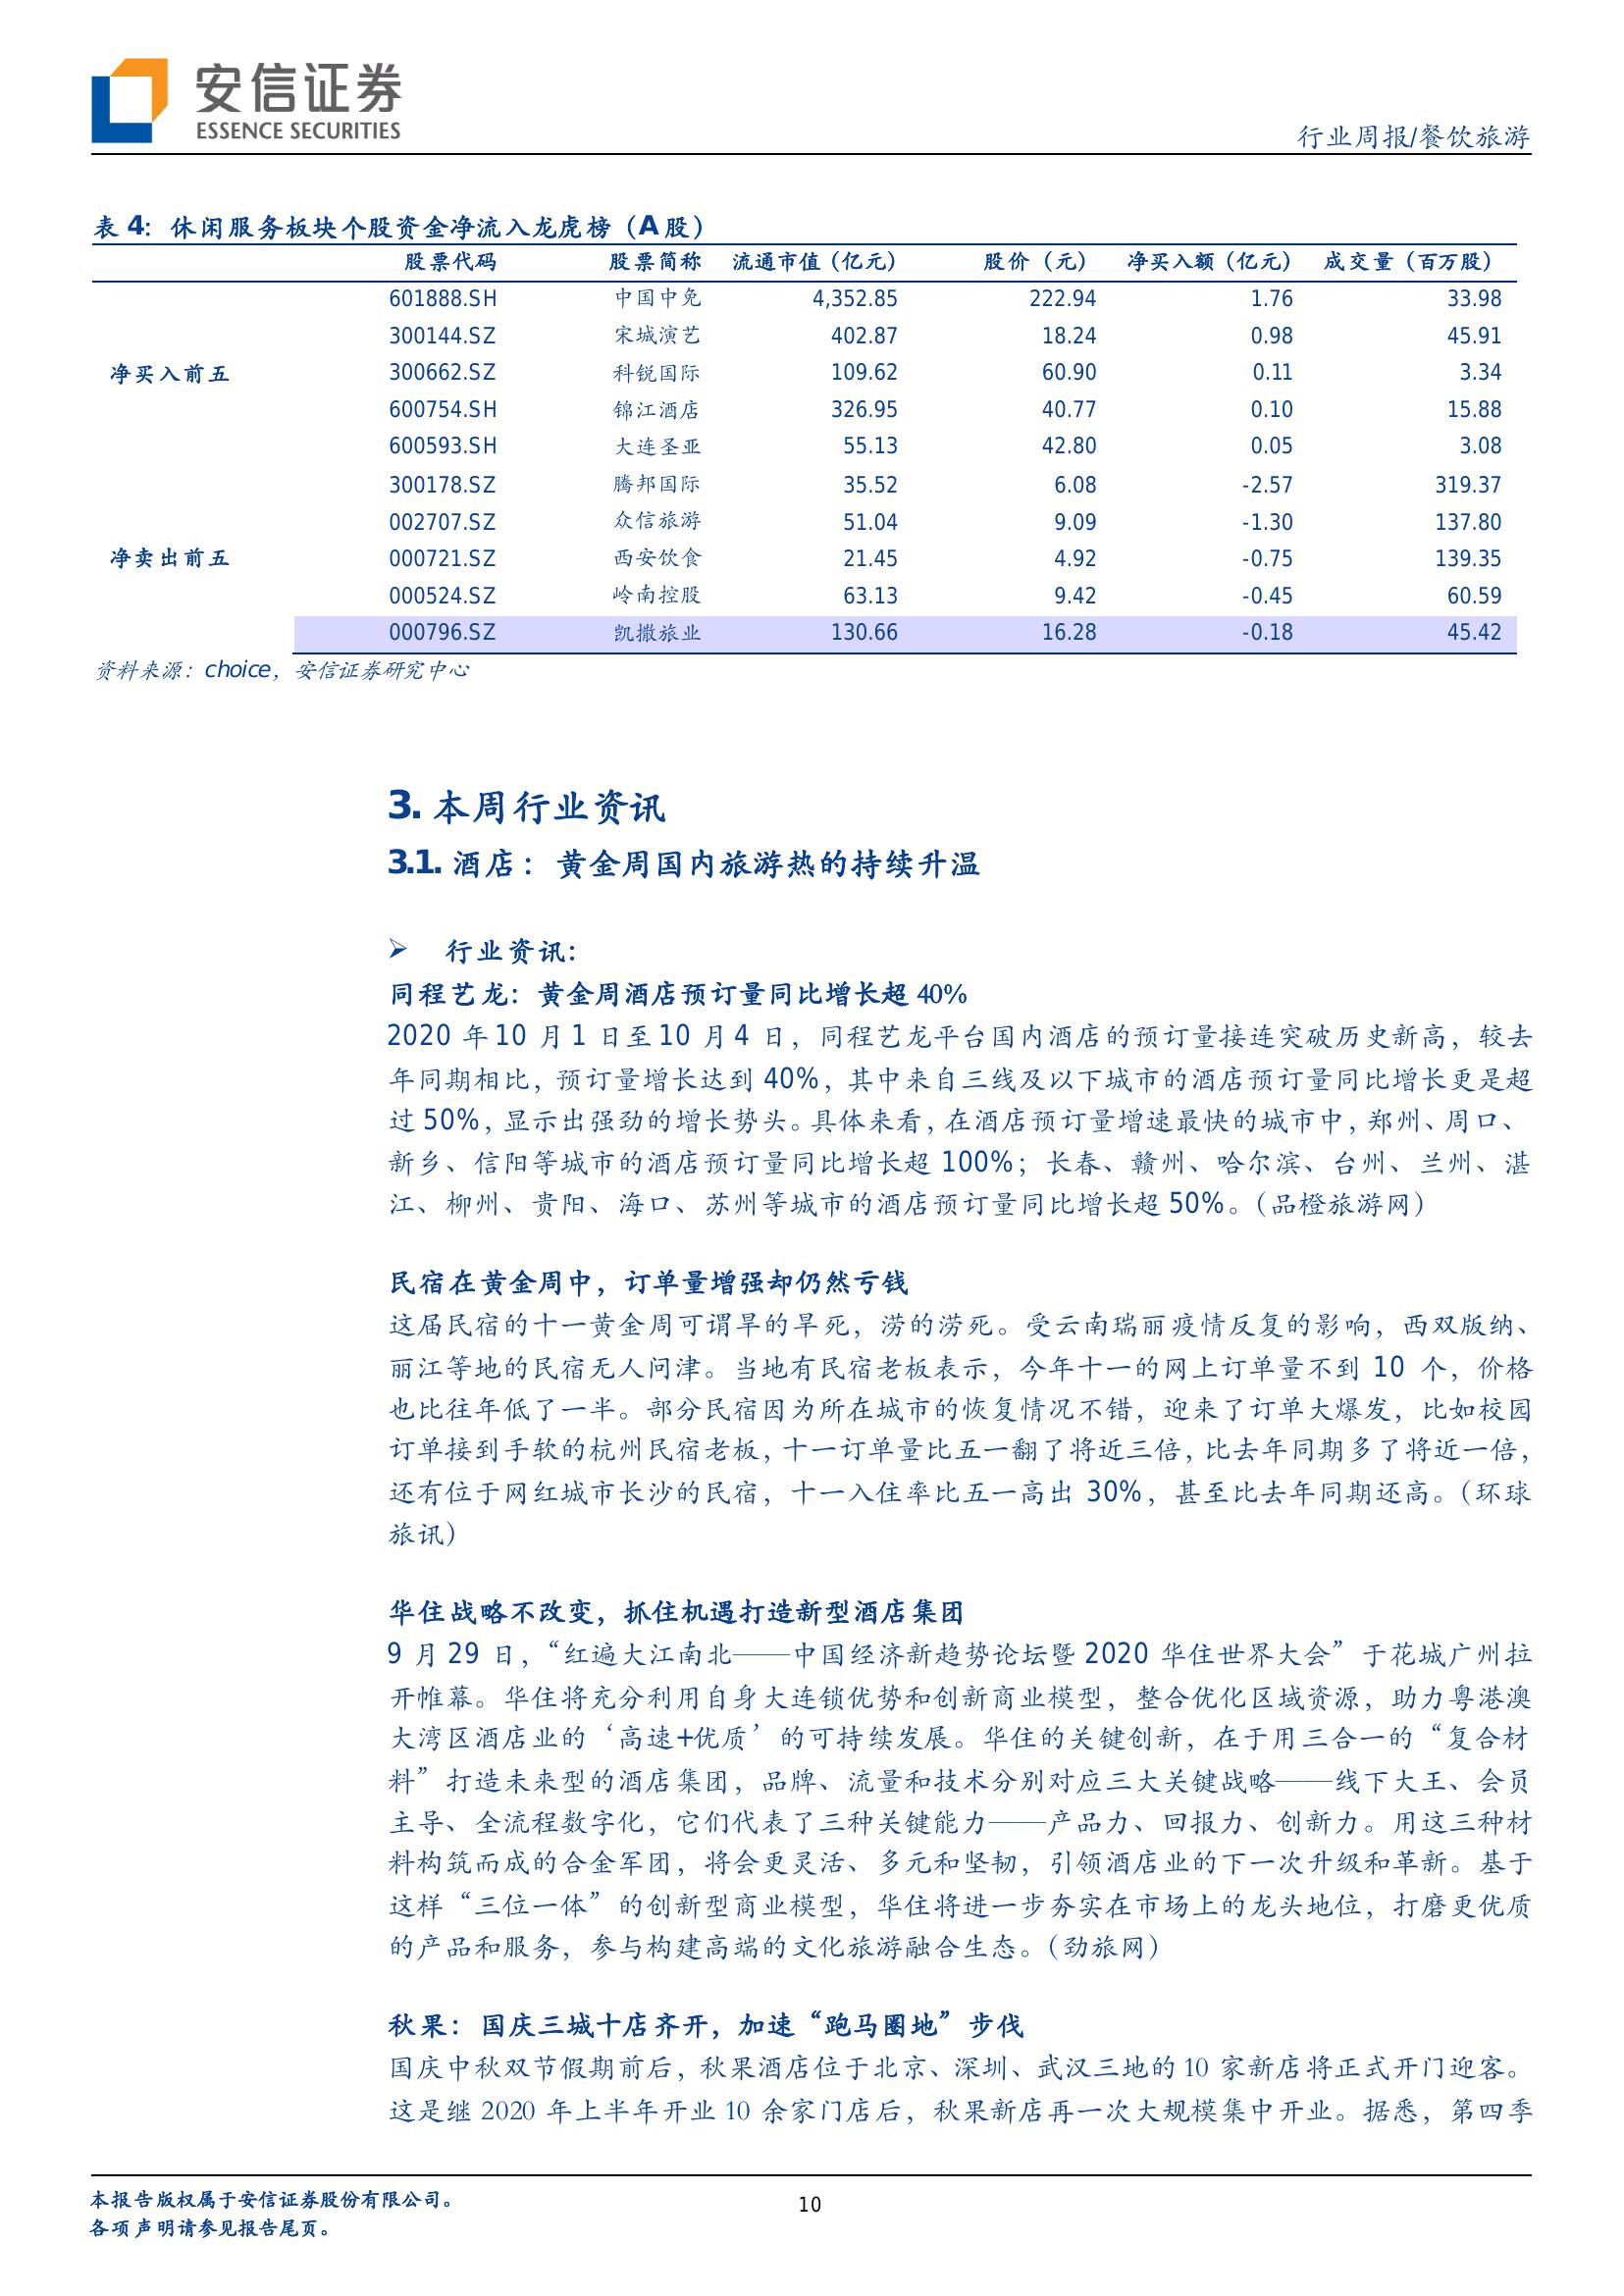 安信证券
ESSENCE SECURITIES
行业周报/餐饮旅游
表 4：休闲服务板块个股资金净流入龙虎榜（A 股）
股票代码 股票简称 流通市值（亿元） 股价（元） 净买入额（亿元） 成交量（百万股）
601888.SH 中国中免 4,352.85 222.94 1.76 33.98
300144.SZ 宋城演艺 402.87 18.24 0.98 45.91
净买入前五 300662.SZ 科锐国际 109.62 60.90 0.11 3.34
600754.SH 锦江酒店 326.95 40.77 0.10 15.88
600593.SH 大连圣亚 55.13 42.80 0.05 3.08
300178.SZ 腾邦国际 35.52 6.08 -2.57 319.37
002707.SZ 众信旅游 51.04 9.09 -1.30 137.80
净卖出前五 000721.SZ 西安饮食 21.45 4.92 -0.75 139.35
000524.SZ 岭南控股 63.13 9.42 -0.45 60.59
000796.SZ 凯撒旅业 130.66 16.28 -0.18 45.42
资料来源：choice，安信证券研究中心
3. 本周行业资讯
3.1. 酒店：黄金周国内旅游热的持续升温
➢ 行业资讯：
同程艺龙：黄金周酒店预订量同比增长超 40%
2020 年 10 月 1 日至 10 月 4 日，同程艺龙平台国内酒店的预订量接连突破历史新高，较去
年同期相比，预订量增长达到 40%，其中来自三线及以下城市的酒店预订量同比增长更是超
过 50%，显示出强劲的增长势头。具体来看，在酒店预订量增速最快的城市中，郑州、周口、
新乡、信阳等城市的酒店预订量同比增长超 100%；长春、赣州、哈尔滨、台州、兰州、湛
江、柳州、贵阳、海口、苏州等城市的酒店预订量同比增长超 50%。（品橙旅游网）
民宿在黄金周中，订单量增强却仍然亏钱
这届民宿的十一黄金周可谓旱的旱死，涝的涝死。受云南瑞丽疫情反复的影响，西双版纳、
丽江等地的民宿无人问津。当地有民宿老板表示，今年十一的网上订单量不到 10 个，价格
也比往年低了一半。部分民宿因为所在城市的恢复情况不错，迎来了订单大爆发，比如校园
订单接到手软的杭州民宿老板，十一订单量比五一翻了将近三倍，比去年同期多了将近一倍，
还有位于网红城市长沙的民宿，十一入住率比五一高出 30%，甚至比去年同期还高。（环球
旅讯）
华住战略不改变，抓住机遇打造新型酒店集团
9 月 29 日，“红遍大江南北——中国经济新趋势论坛暨 2020 华住世界大会”于花城广州拉
开帷幕。华住将充分利用自身大连锁优势和创新商业模型，整合优化区域资源，助力粤港澳
大湾区酒店业的‘高速+优质’的可持续发展。华住的关键创新，在于用三合一的“复合材
料”打造未来型的酒店集团，品牌、流量和技术分别对应三大关键战略——线下大王、会员
主导、全流程数字化，它们代表了三种关键能力——产品力、回报力、创新力。用这三种材
料构筑而成的合金军团，将会更灵活、多元和坚韧，引领酒店业的下一次升级和革新。基于
这样“三位一体”的创新型商业模型，华住将进一步夯实在市场上的龙头地位，打磨更优质
的产品和服务，参与构建高端的文化旅游融合生态。（劲旅网）
秋果：国庆三城十店齐开，加速“跑马圈地”步伐
国庆中秋双节假期前后，秋果酒店位于北京、深圳、武汉三地的 10 家新店将正式开门迎客。
这是继 2020 年上半年开业 10 余家门店后，秋果新店再一次大规模集中开业。据悉，第四季
本报告版权属于安信证券股份有限公司。
各项声明请参见报告尾页。
10